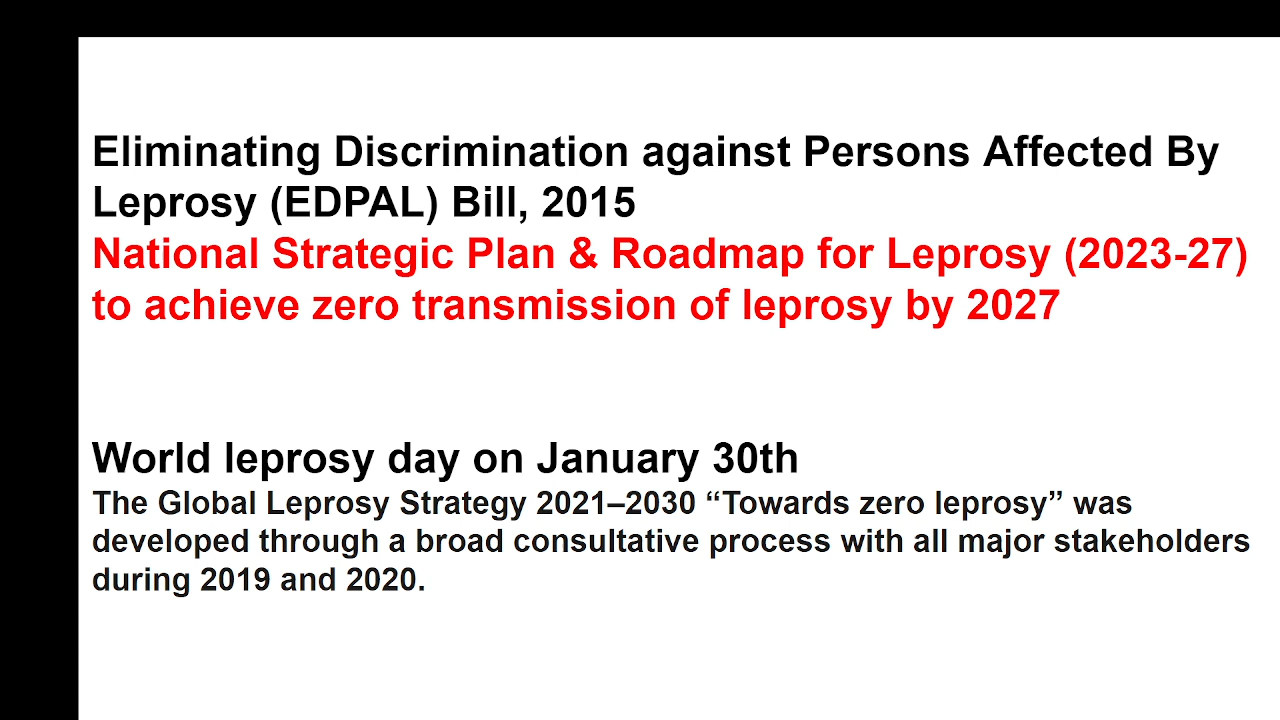 Eliminating Discrimination against Persons Affected By
Leprosy (EDPAL) Bill, 2015
National Strategic Plan & Roadmap for Leprosy (2023-27)
to achieve zero transmission of leprosy by 2027
World leprosy day on January 30th
The Global Leprosy Strategy 2021–2030 “Towards zero leprosy” was
developed through a broad consultative process with all major stakeholders
during 2019 and 2020.